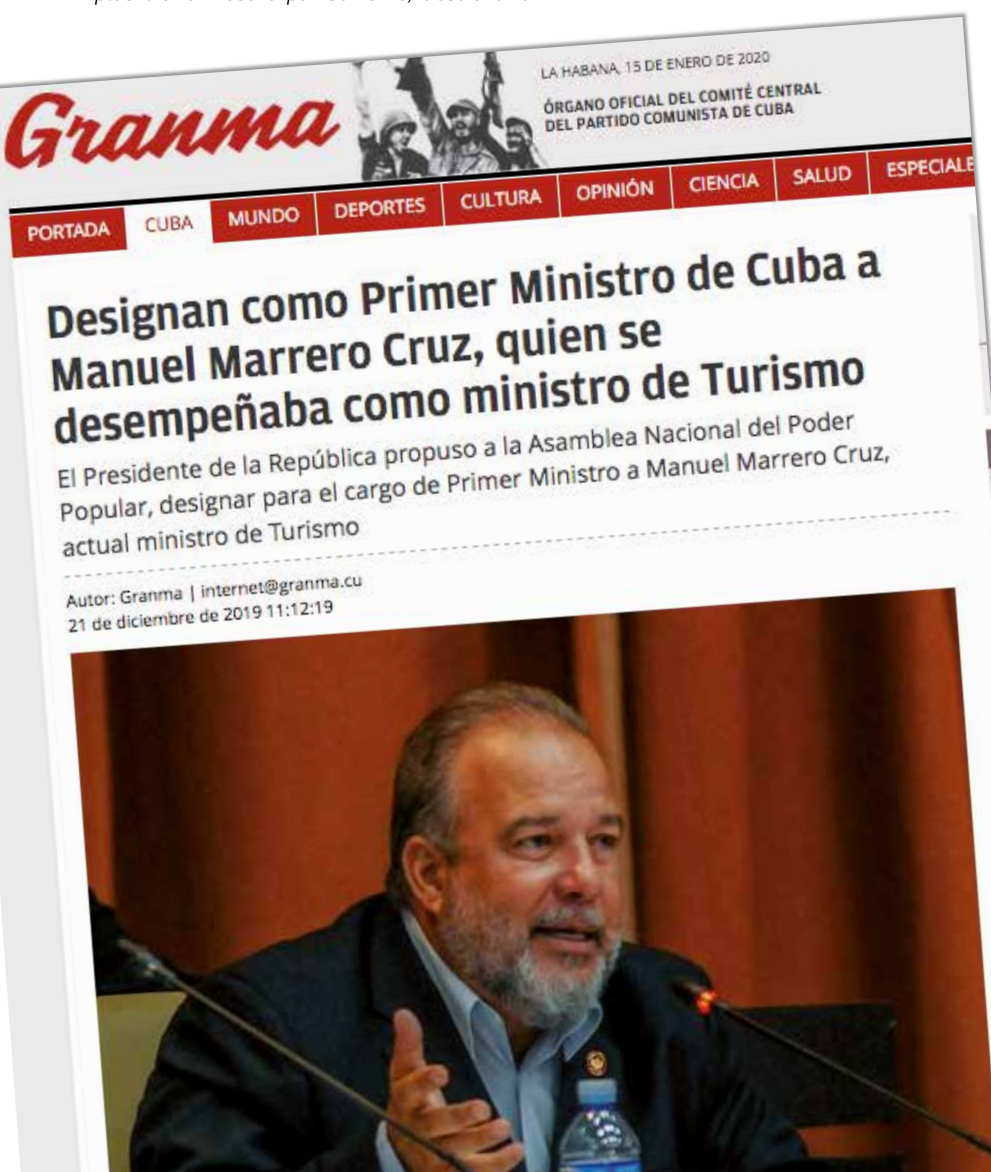 Granma
LA HABANA, 15 DE ENERO DE 2020
ÓRGANO OFICIAL DEL COMITÉ CENTRAL
DEL PARTIDO COMUNISTA DE CUBA
PORTADA CUBA MUNDO DEPORTES CULTURA OPINIÓN CIENCIA SALUD ESPECIALE
Designan como Primer Ministro de Cuba a
Manuel Marrero Cruz, quien se
desempeñaba como ministro de Turismo
El Presidente de la República propuso a la Asamblea Nacional del Poder
Popular, designar para el cargo de Primer Ministro a Manuel Marrero Cruz,
actual ministro de Turismo
Autor: Granma | internet@granma.cu
21 de diciembre de 2019 11:12:19